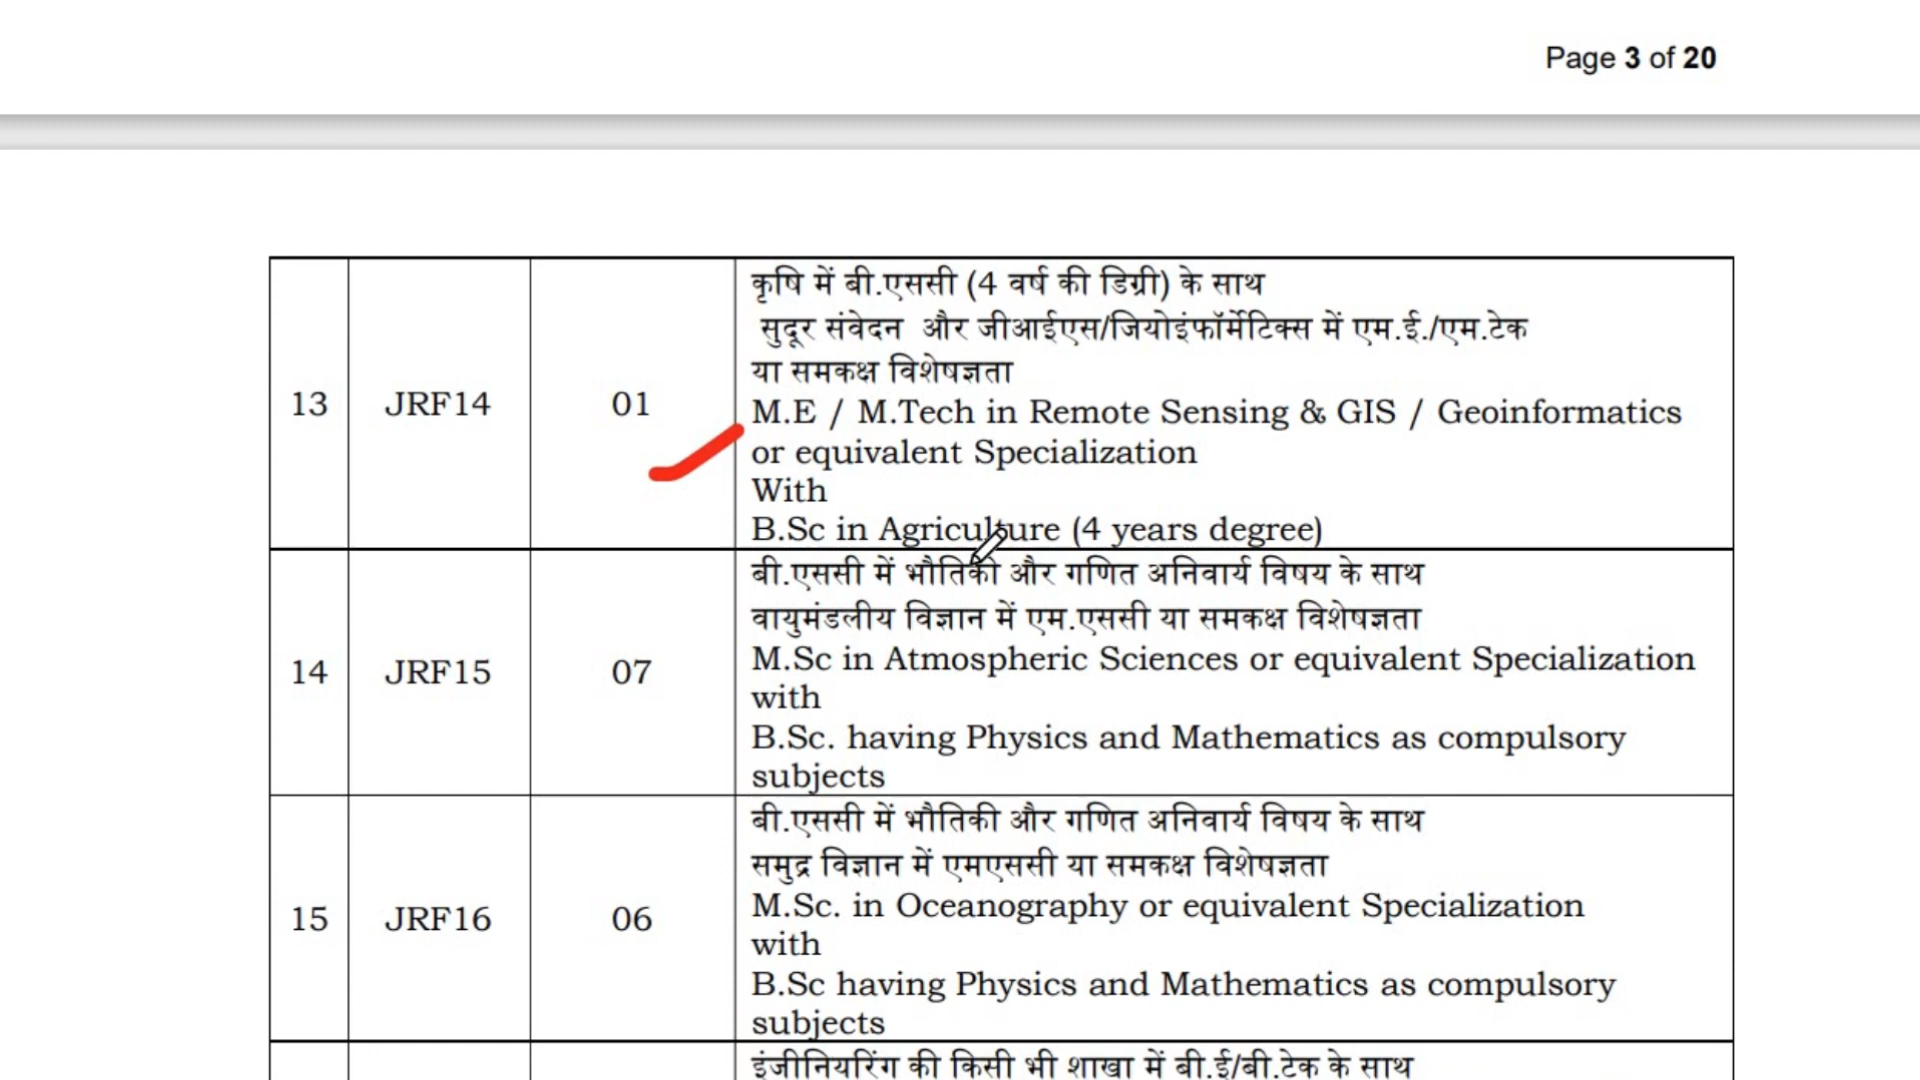 Page 3 of 20
13
JRF14
01
कृषि में बी.एससी (4 वर्ष की डिग्री) के साथ
सुदूर संवेदन और जीआईएस/जियोइंफॉर्मेटिक्स में एम.ई./एम.टेक
या समकक्ष विशेषज्ञता
M.E / M.Tech in Remote Sensing & GIS / Geoinformatics
or equivalent Specialization
With
B.Sc in Agriculture (4 years degree)
14
JRF15
07
बी.एससी में भौतिकी और गणित अनिवार्य विषय के साथ
वायुमंडलीय विज्ञान में एम.एससी या समकक्ष विशेषज्ञता
M.Sc in Atmospheric Sciences or equivalent Specialization
with
B.Sc. having Physics and Mathematics as compulsory
subjects
15
JRF16
06
बी.एससी में भौतिकी और गणित अनिवार्य विषय के साथ
समुद्र विज्ञान में एमएससी या समकक्ष विशेषज्ञता
M.Sc. in Oceanography or equivalent Specialization
with
B.Sc having Physics and Mathematics as compulsory
subjects
इंजीनियरिंग की किसी भी शाखा में बी.ई/बी.टेक के साथ